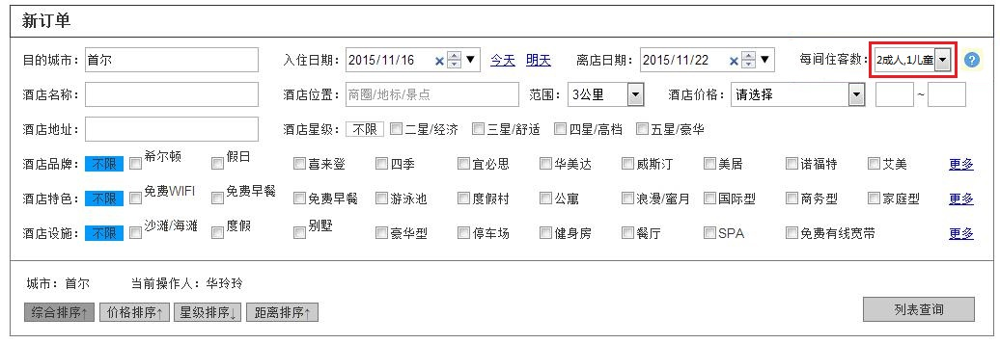 新订单
目的城市: 首尔 入住日期: 2015/11/16 今天 明天 离店日期: 2015/11/22 每间住客数: 2成人,1儿童 ?
酒店名称: 酒店位置: 商圈/地标/景点 范围: 3公里 酒店价格: 请选择 ~
酒店地址: 酒店星级: 不限 二星/经济 三星/舒适 四星/高档 五星/豪华
酒店品牌: 不限 希尔顿 假日 喜来登 四季 宜必思 华美达 威斯汀 美居 诺福特 艾美 更多
酒店特色: 不限 免费WIFI 免费早餐 免费早餐 游泳池 度假村 公寓 浪漫/蜜月 国际型 商务型 家庭型 更多
酒店设施: 不限 沙滩/海滩 度假 别墅 豪华型 停车场 健身房 餐厅 SPA 免费有线宽带 更多
城市: 首尔 当前操作人: 华玲玲
综合排序↑ 价格排序↑ 星级排序↓ 距离排序↑ 列表查询